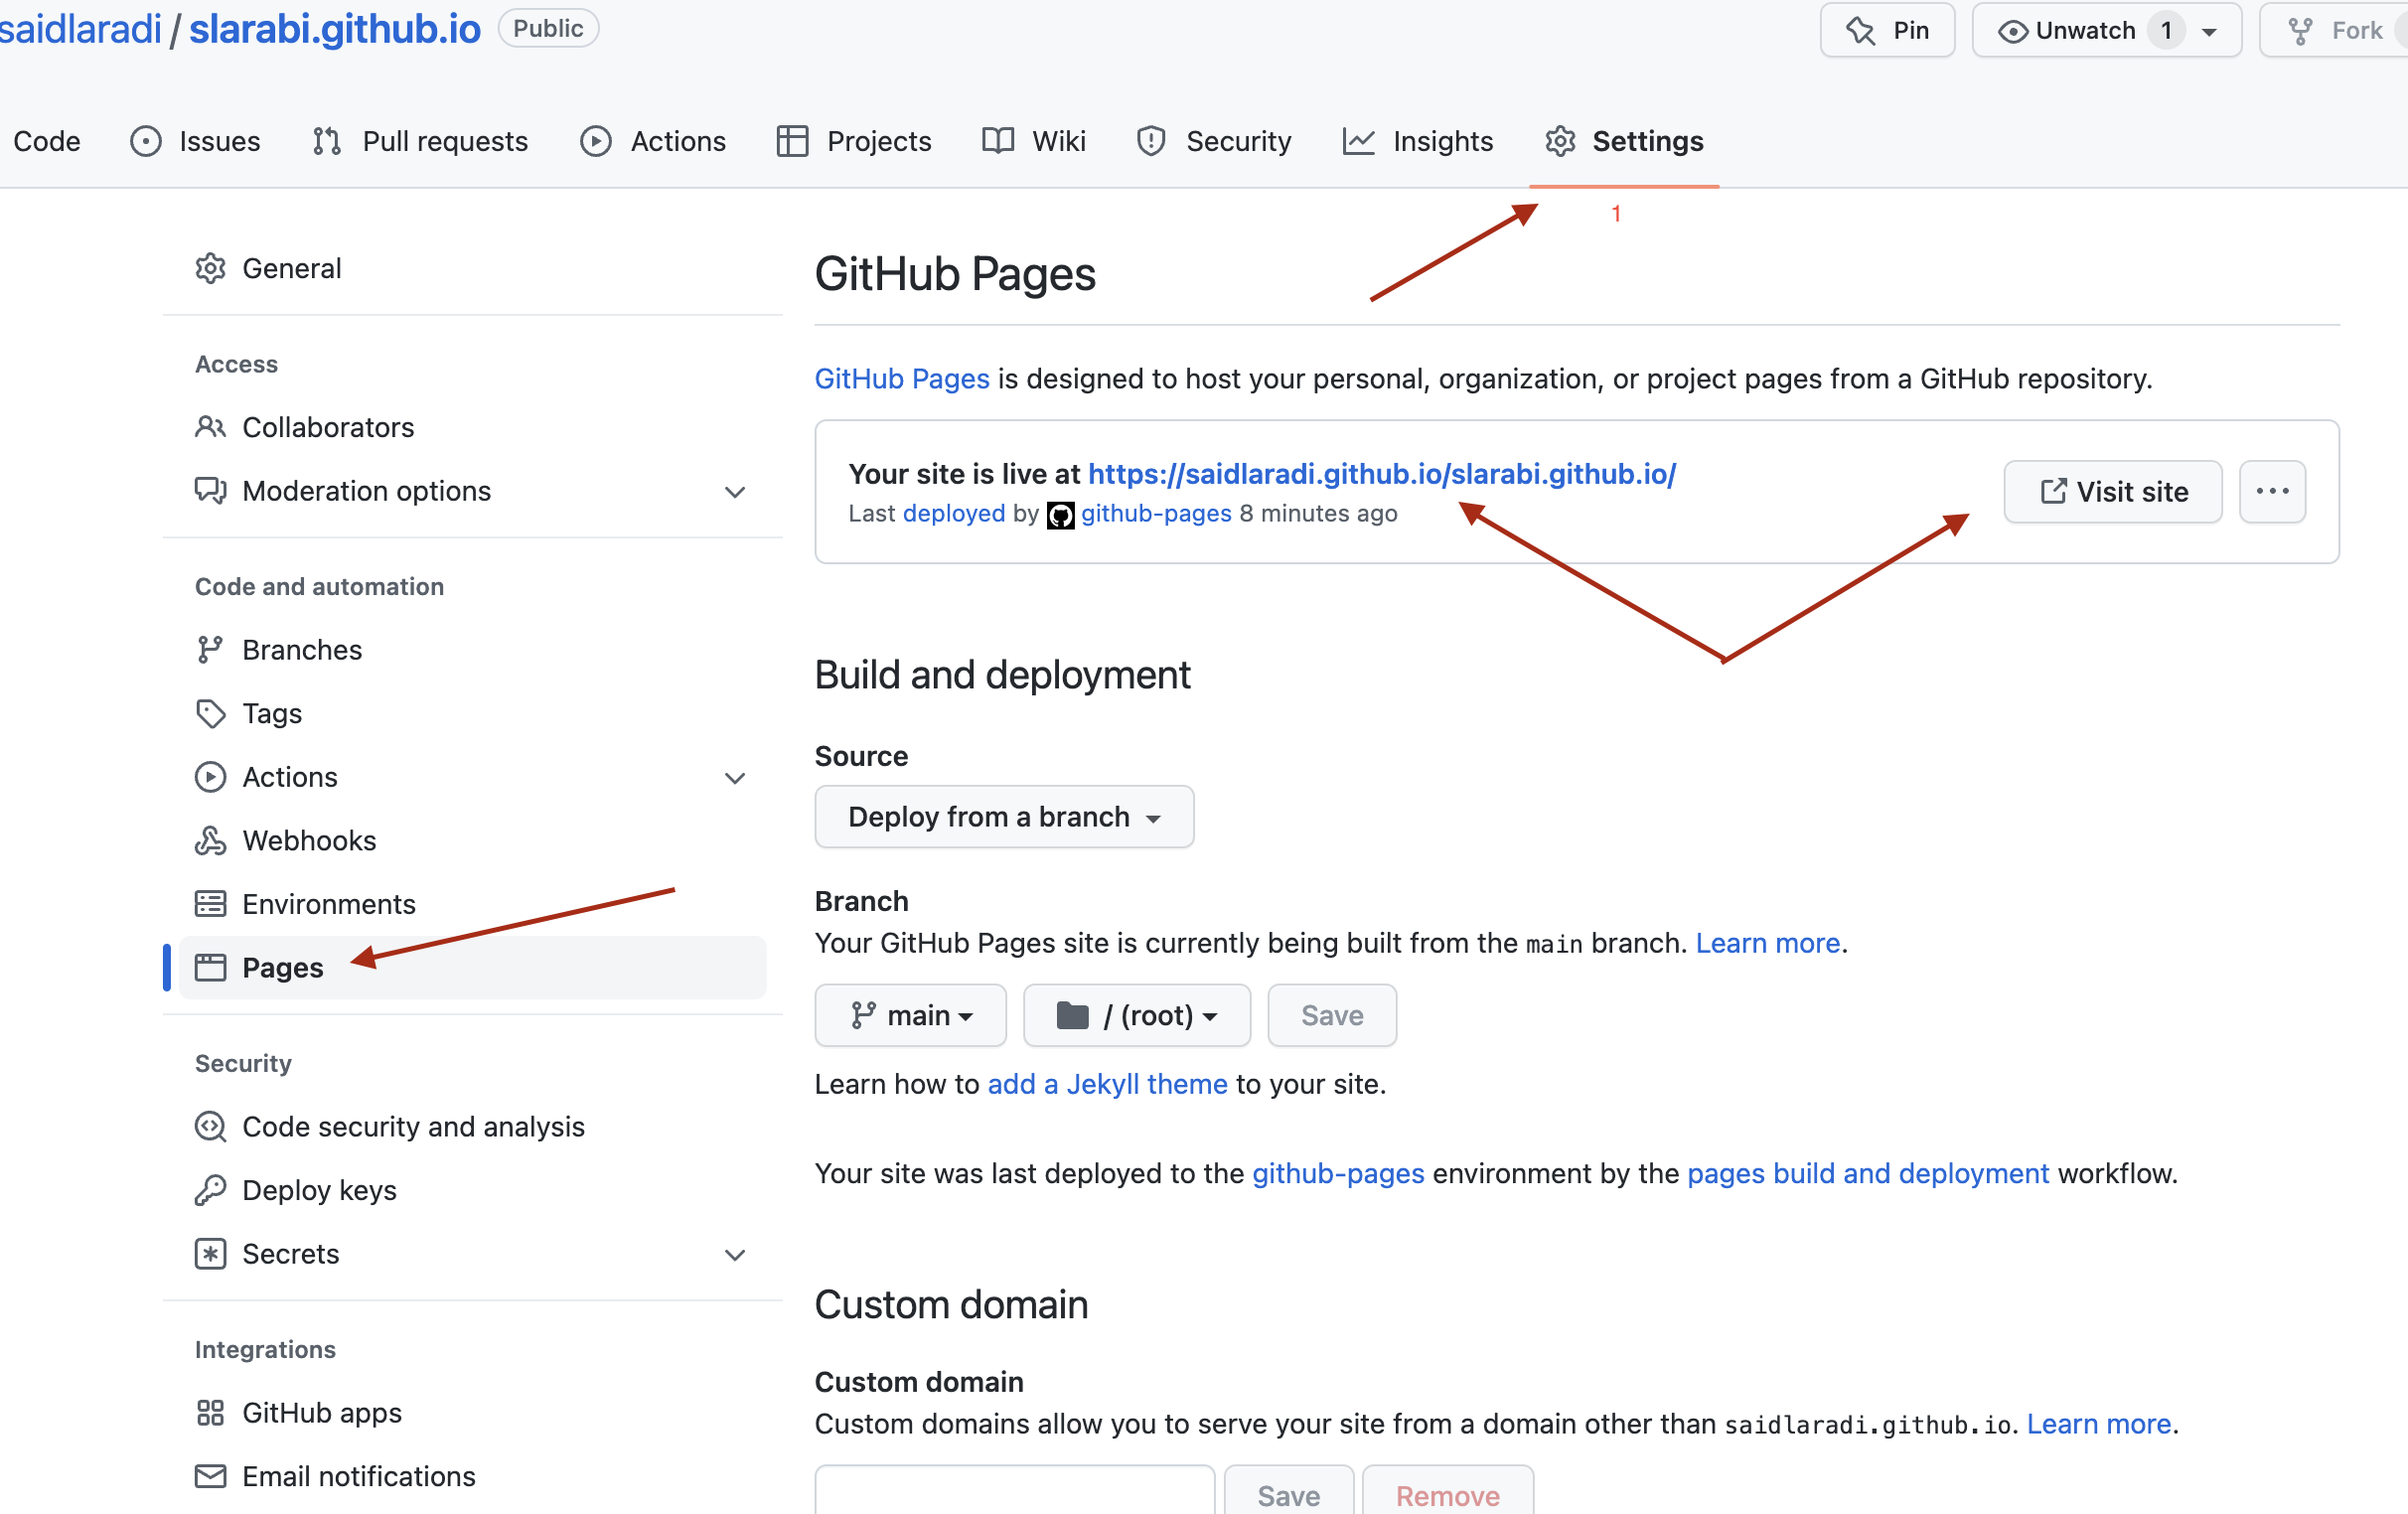 saidlaradi / slarabi.github.io Public Pin Unwatch 1 Fork
Code Issues Pull requests Actions Projects Wiki Security Insights Settings
1
General
Access
Collaborators
Moderation options
Code and automation
Branches
Tags
Actions
Webhooks
Environments
Pages
Security
Code security and analysis
Deploy keys
Secrets
Integrations
GitHub apps
Email notifications
GitHub Pages
GitHub Pages is designed to host your personal, organization, or project pages from a GitHub repository.
Your site is live at https://saidlaradi.github.io/slarabi.github.io/
Last deployed by github-pages 8 minutes ago
Visit site
Build and deployment
Source
Deploy from a branch
Branch
Your GitHub Pages site is currently being built from the main branch. Learn more.
main / (root) Save
Learn how to add a Jekyll theme to your site.
Your site was last deployed to the github-pages environment by the pages build and deployment workflow.
Custom domain
Custom domain
Custom domains allow you to serve your site from a domain other than saidlaradi.github.io. Learn more.
Save Remove